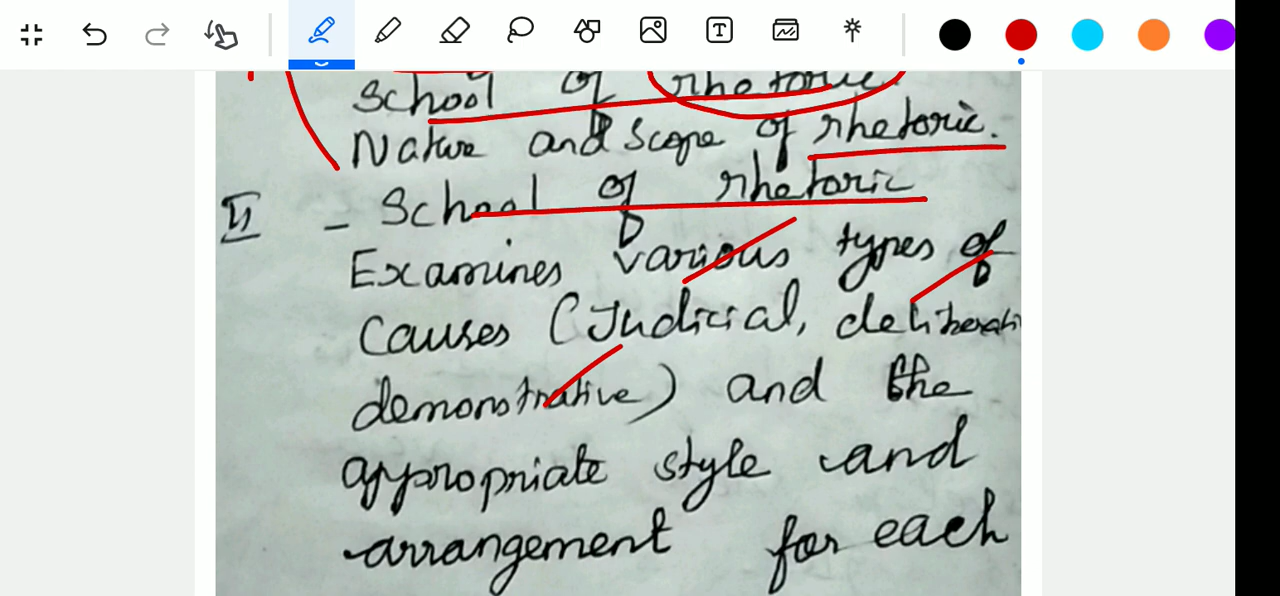 School of rhetoric.
Nature and Scope of rhetoric.
II - School of rhetoric
Examines various types of
Causes (Judicial, deliberati
demonstrative) and the
appropriate style and
arrangement for each
T